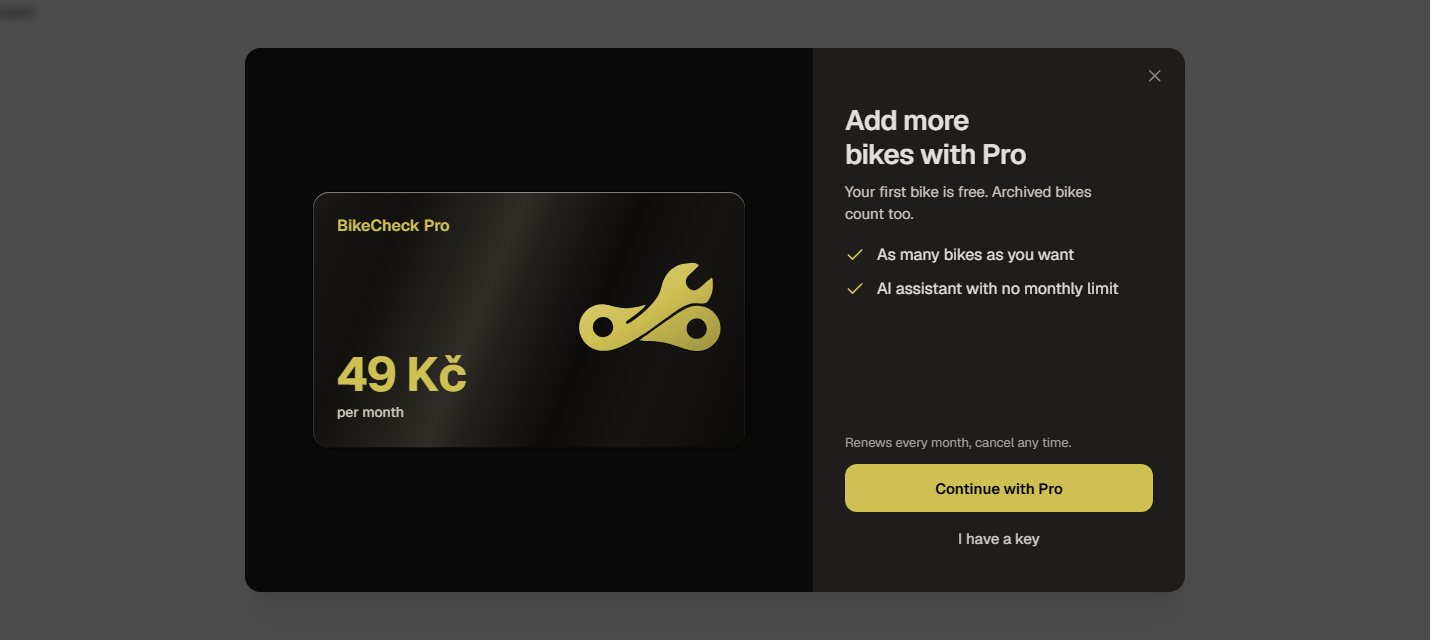 BikeCheck Pro
49 Kč
per month
Add more
bikes with Pro
Your first bike is free. Archived bikes
count too.
As many bikes as you want
AI assistant with no monthly limit
Renews every month, cancel any time.
Continue with Pro
I have a key